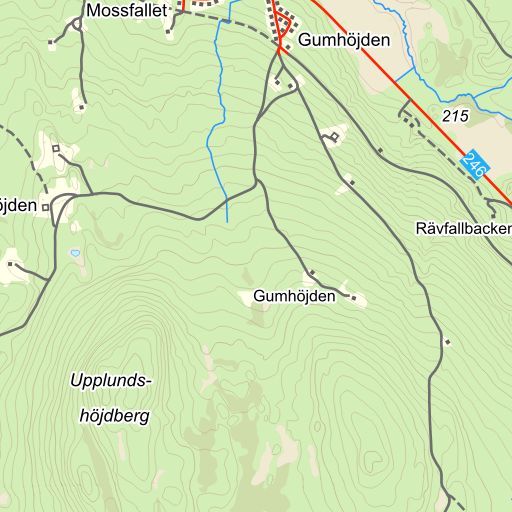 Mossfallet
Gumhöjden
215
246
öjden
Rävfallbacken
Gumhöjden
Upplunds-
höjdberg